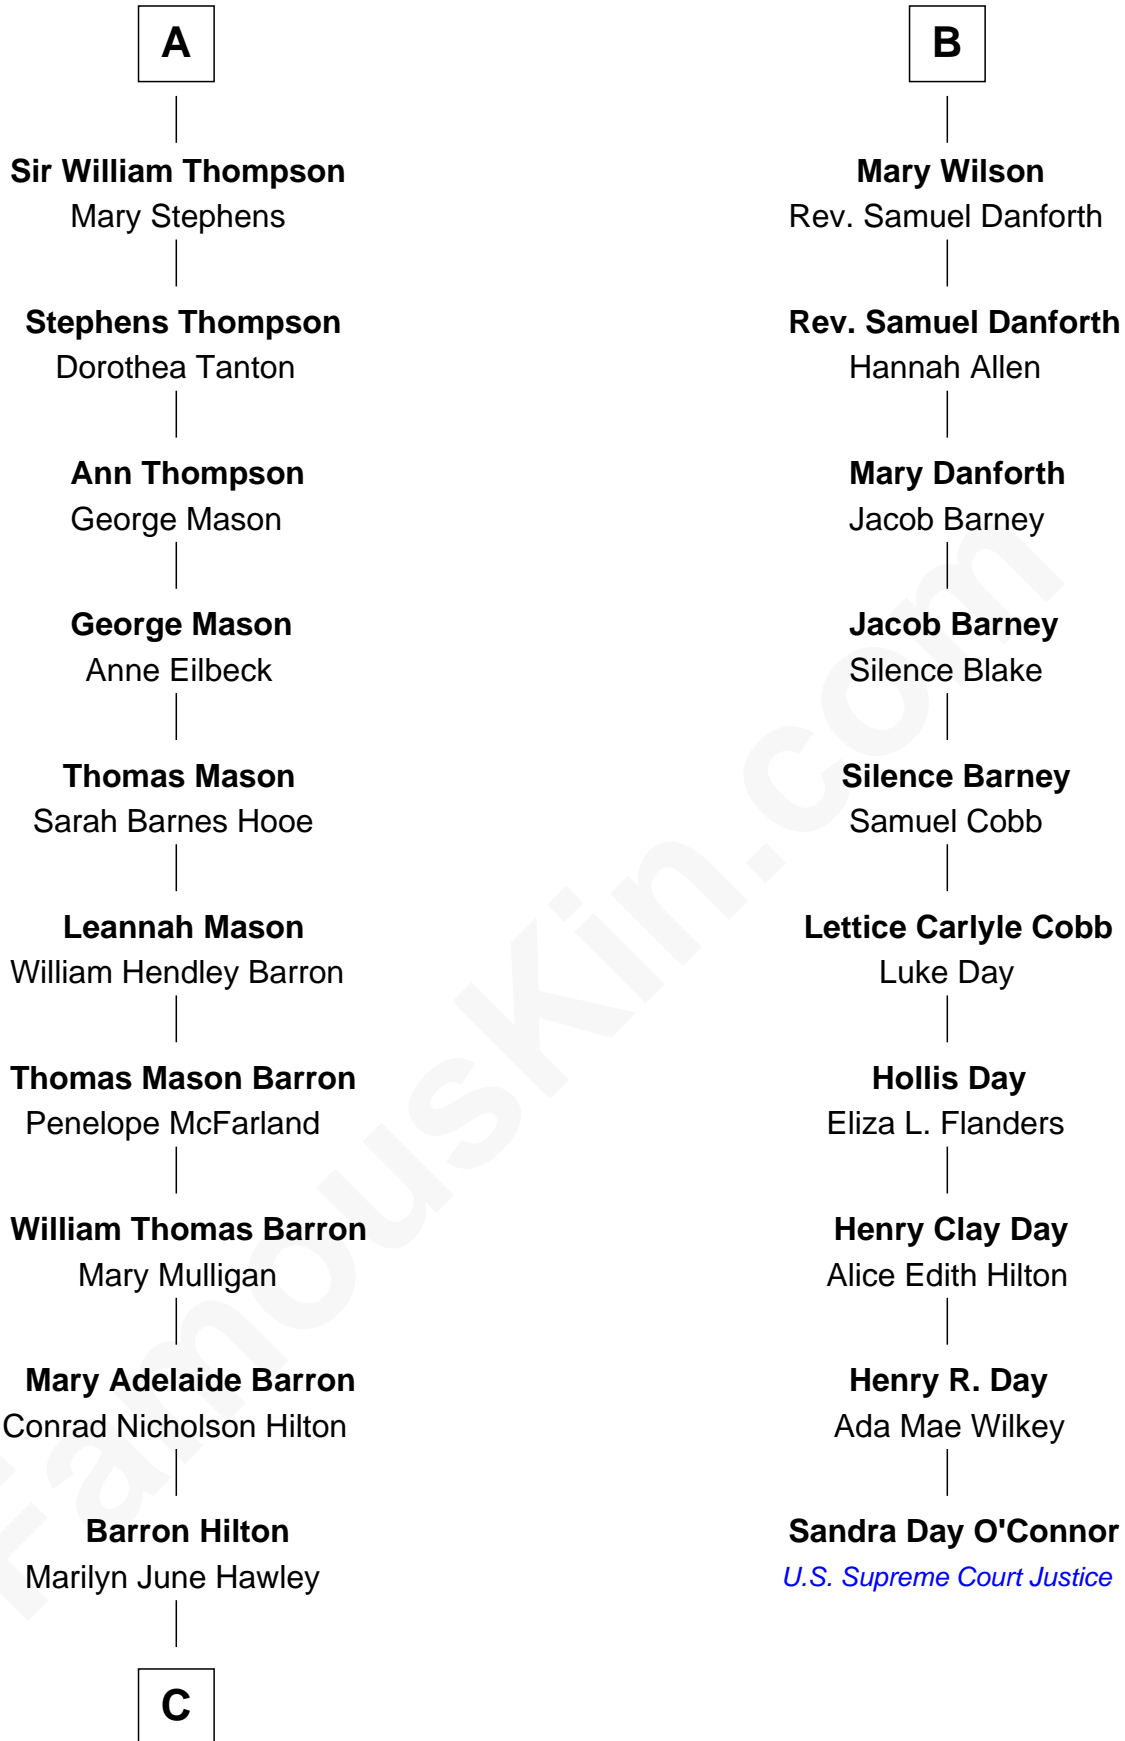 A
Sir William Thompson
Mary Stephens
Stephens Thompson
Dorothea Tanton
Ann Thompson
George Mason
George Mason
Anne Eilbeck
Thomas Mason
Sarah Barnes Hooe
Leannah Mason
William Hendley Barron
Thomas Mason Barron
Penelope McFarland
William Thomas Barron
Mary Mulligan
Mary Adelaide Barron
Conrad Nicholson Hilton
Barron Hilton
Marilyn June Hawley
C
B
Mary Wilson
Rev. Samuel Danforth
Rev. Samuel Danforth
Hannah Allen
Mary Danforth
Jacob Barney
Jacob Barney
Silence Blake
Silence Barney
Samuel Cobb
Lettice Carlyle Cobb
Luke Day
Hollis Day
Eliza L. Flanders
Henry Clay Day
Alice Edith Hilton
Henry R. Day
Ada Mae Wilkey
Sandra Day O'Connor
U.S. Supreme Court Justice
FamousKin.com